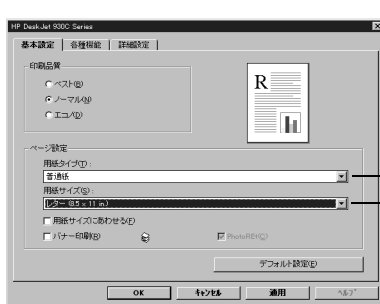 HP DeskJet 930C Series
基本設定 各種機能 詳細設定
印刷品質
ベスト(B)
ノーマル(N)
エコノ(O)
R
ページ設定
用紙タイプ(T):
普通紙
用紙サイズ(S):
レター (8.5 x 11 in.)
用紙サイズにあわせる(F)
バナー印刷(R) PhotoREt(C)
デフォルト設定(E)
OK キャンセル 適用 ヘルプ